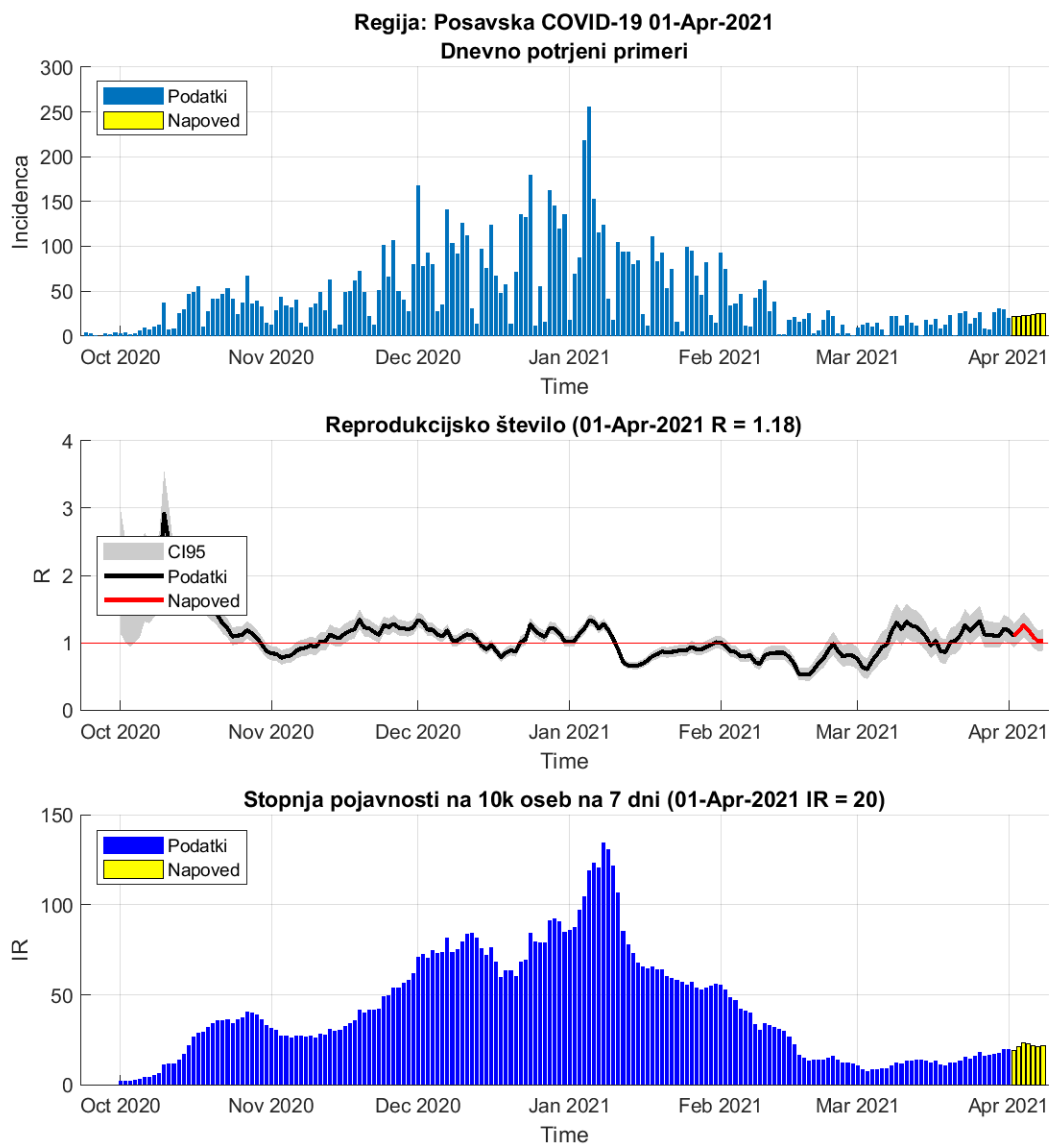 Regija: Posavska COVID-19 01-Apr-2021
Dnevno potrjeni primeri
300
250
200
150
100
50
0
Incidenca
Podatki
Napoved
Oct 2020 Nov 2020 Dec 2020 Jan 2021 Feb 2021 Mar 2021 Apr 2021
Time
Reprodukcijsko število (01-Apr-2021 R = 1.18)
4
3
2
1
0
R
CI95
Podatki
Napoved
Oct 2020 Nov 2020 Dec 2020 Jan 2021 Feb 2021 Mar 2021 Apr 2021
Time
Stopnja pojavnosti na 10k oseb na 7 dni (01-Apr-2021 IR = 20)
150
100
50
0
IR
Podatki
Napoved
Oct 2020 Nov 2020 Dec 2020 Jan 2021 Feb 2021 Mar 2021 Apr 2021
Time